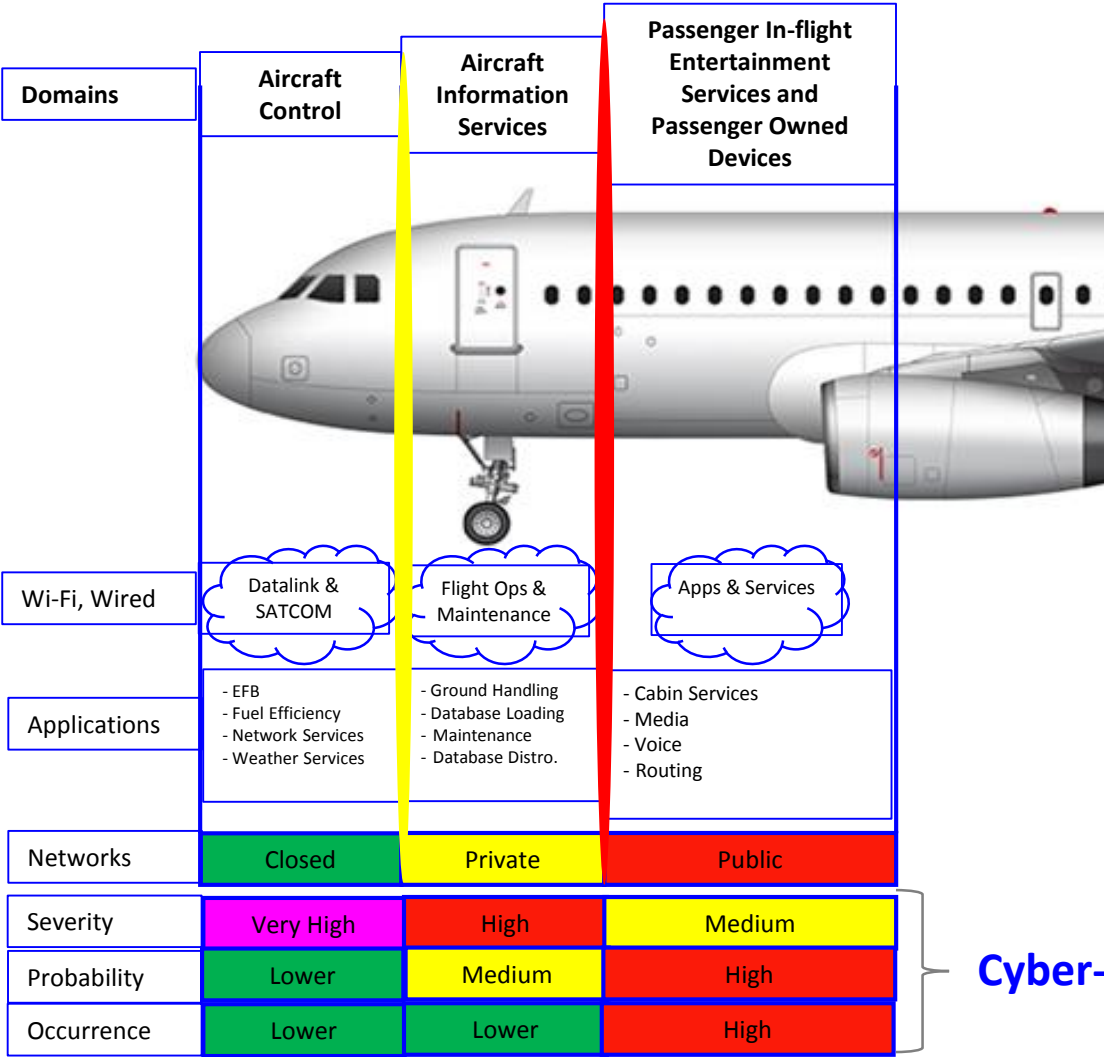 Domains
Aircraft
Control
Aircraft
Information
Services
Passenger In-flight
Entertainment
Services and
Passenger Owned
Devices
Wi-Fi, Wired
Datalink &
SATCOM
Flight Ops &
Maintenance
Apps & Services
Applications
- EFB
- Fuel Efficiency
- Network Services
- Weather Services
- Ground Handling
- Database Loading
- Maintenance
- Database Distro.
- Cabin Services
- Media
- Voice
- Routing
Networks
Closed
Private
Public
Severity
Very High
High
Medium
Probability
Lower
Medium
High
Occurrence
Lower
Lower
High
Cyber-